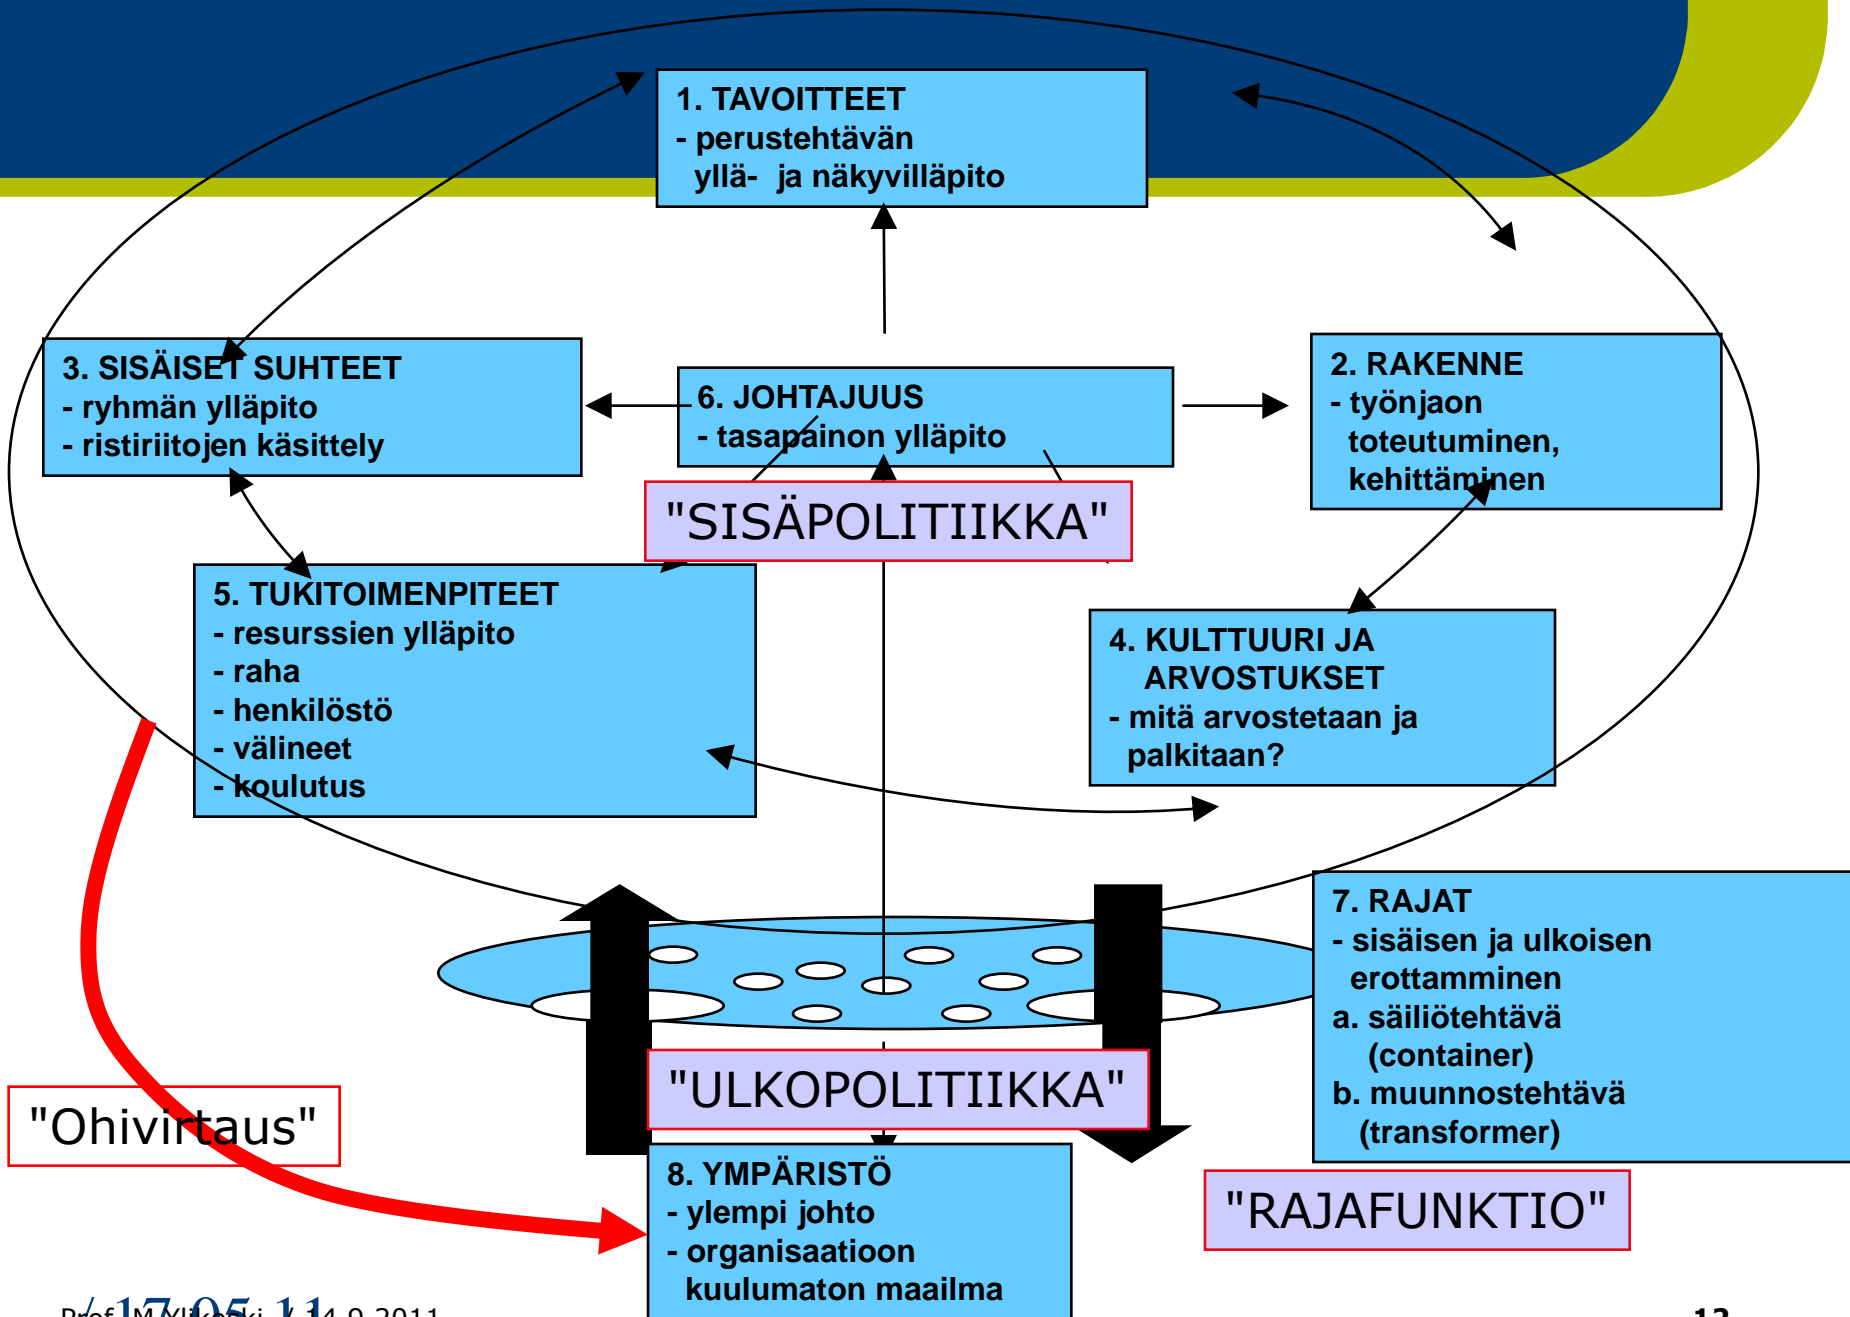 1. TAVOITTEET
- perustehtävän
yllä- ja näkyvilläpito
3. SISÄISET SUHTEET
- ryhmän ylläpito
- ristiriitojen käsittely
6. JOHTAJUUS
- tasapainon ylläpito
2. RAKENNE
- työnjaon
toteutuminen,
kehittäminen
"SISÄPOLITIIKKA"
5. TUKITOIMENPITEET
- resurssien ylläpito
- raha
- henkilöstö
- välineet
- koulutus
4. KULTTUURI JA
ARVOSTUKSET
- mitä arvostetaan ja
palkitaan?
7. RAJAT
- sisäisen ja ulkoisen
erottamminen
a. säiliötehtävä
(container)
b. muunnostehtävä
(transformer)
"ULKOPOLITIIKKA"
"Ohivirtaus"
8. YMPÄRISTÖ
- ylempi johto
- organisaatioon
kuulumaton maailma
"RAJAFUNKTIO"